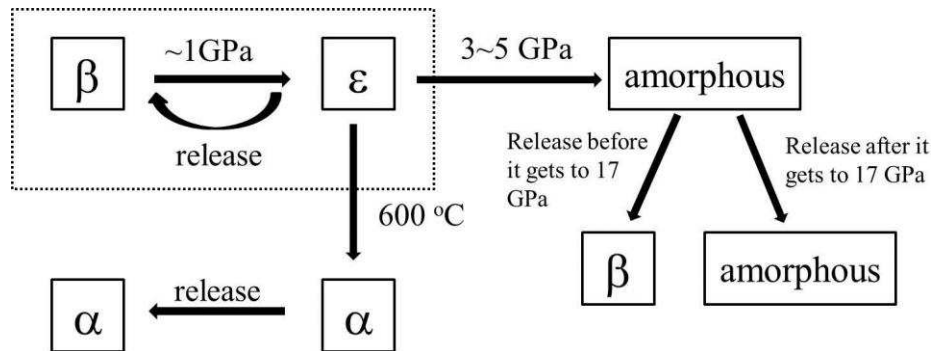 ~1GPa
3~5 GPa
β
ε
amorphous
release
Release before
it gets to 17
GPa
Release after it
gets to 17 GPa
600 °C
β
amorphous
release
α
α